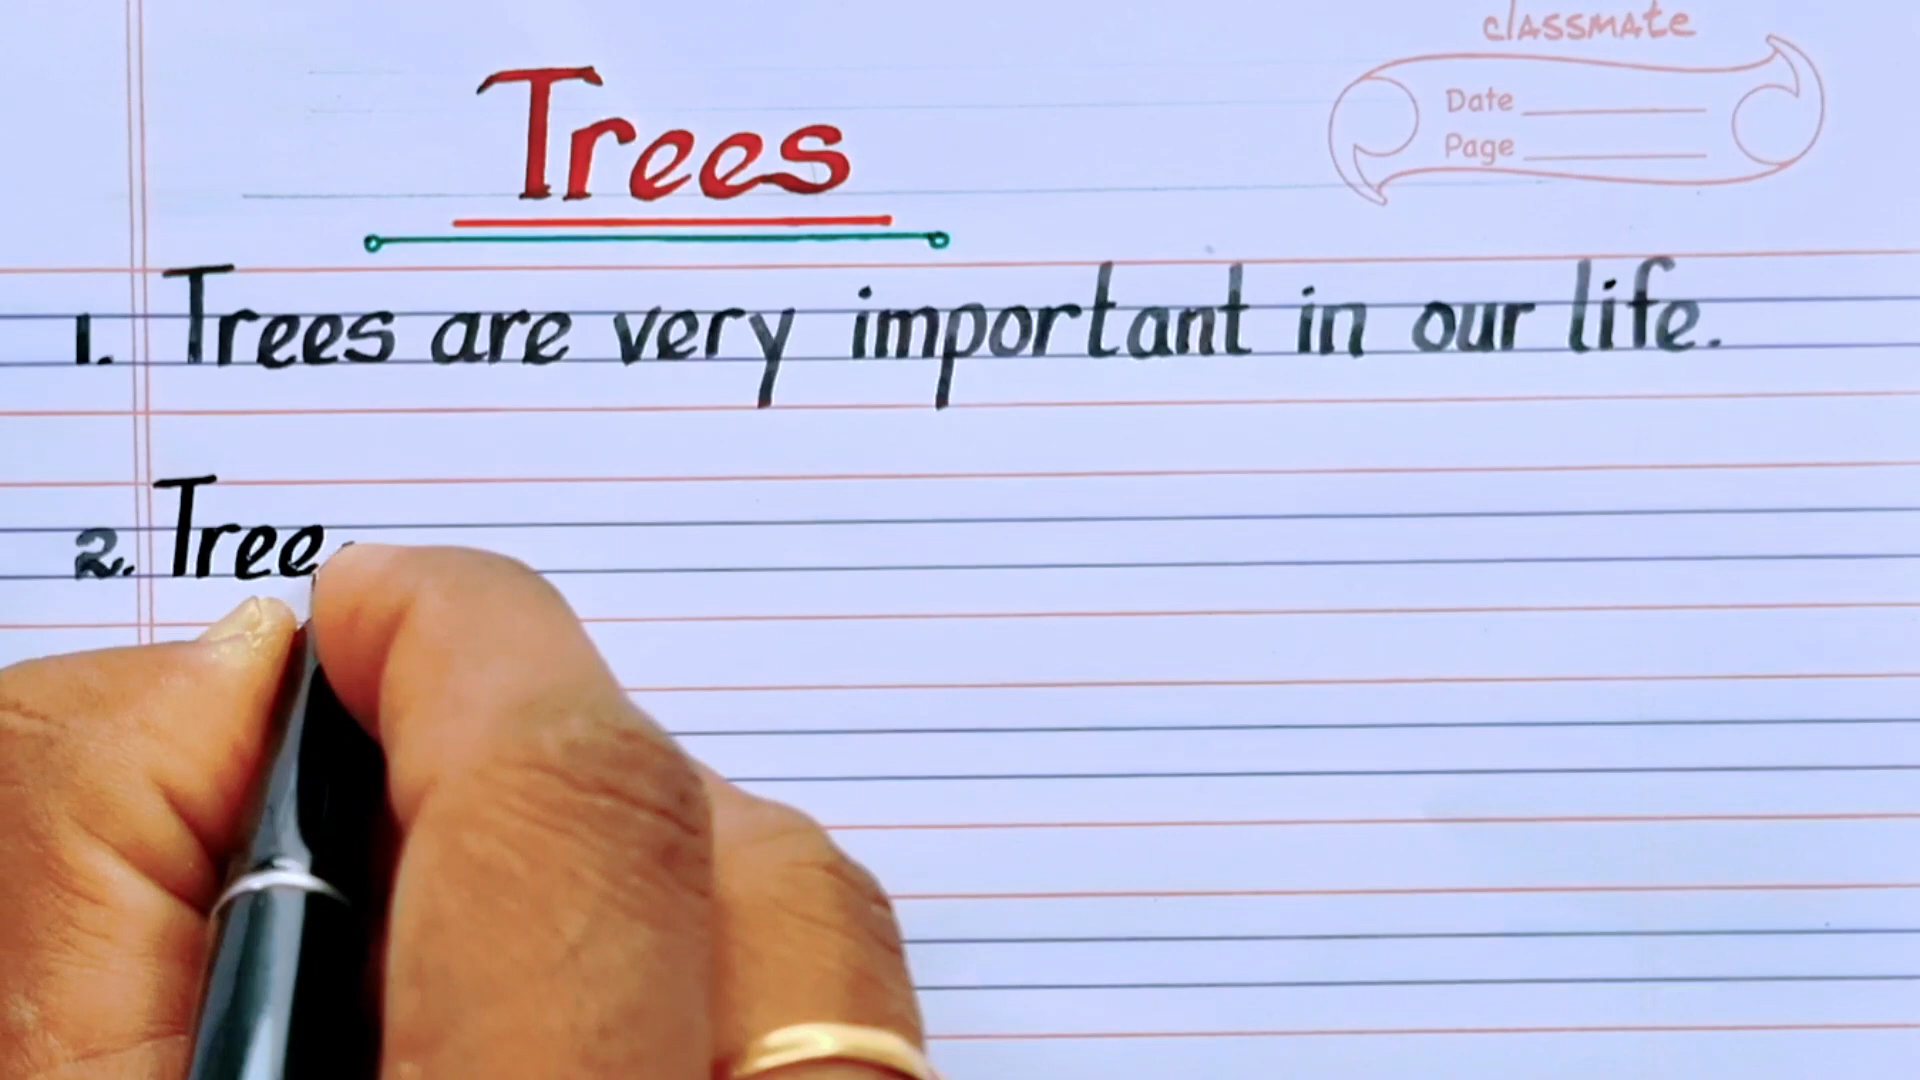 classmate
Date
Page
Trees
1. Trees are very important in our life.
2. Tree